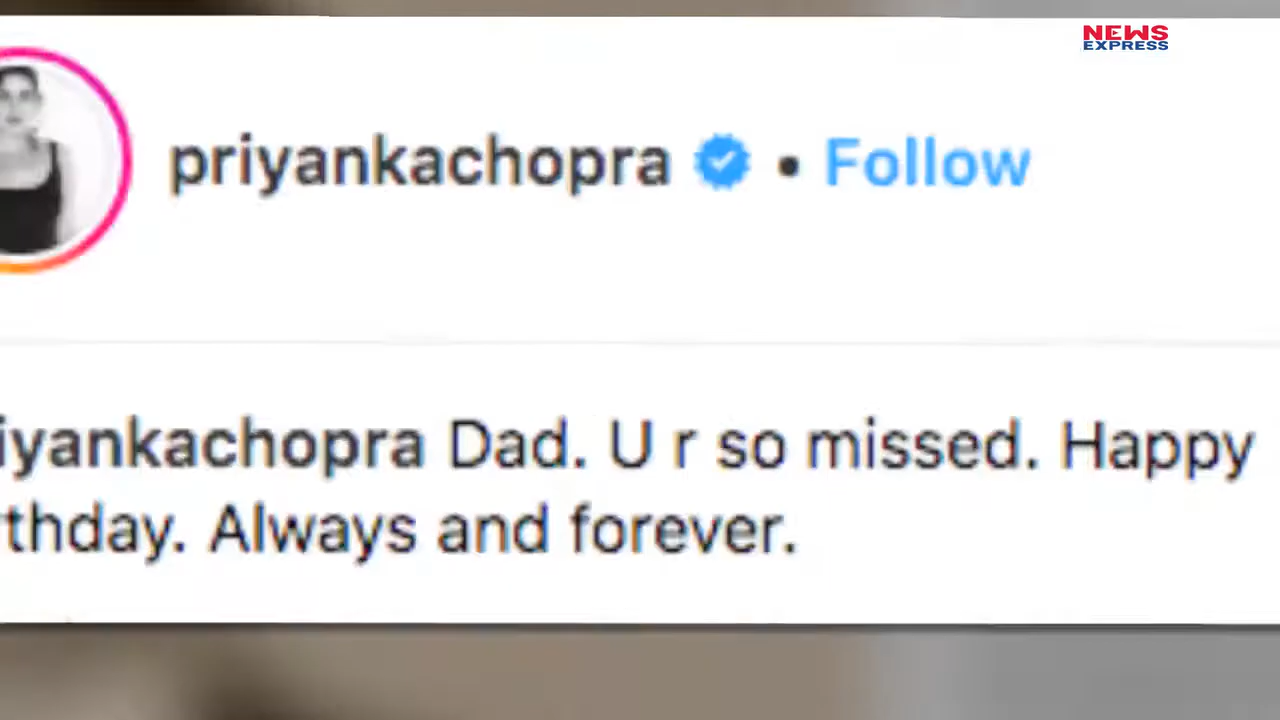 NEWS
EXPRESS
priyankachopra • Follow
iyankachopra Dad. U r so missed. Happy
thday. Always and forever.